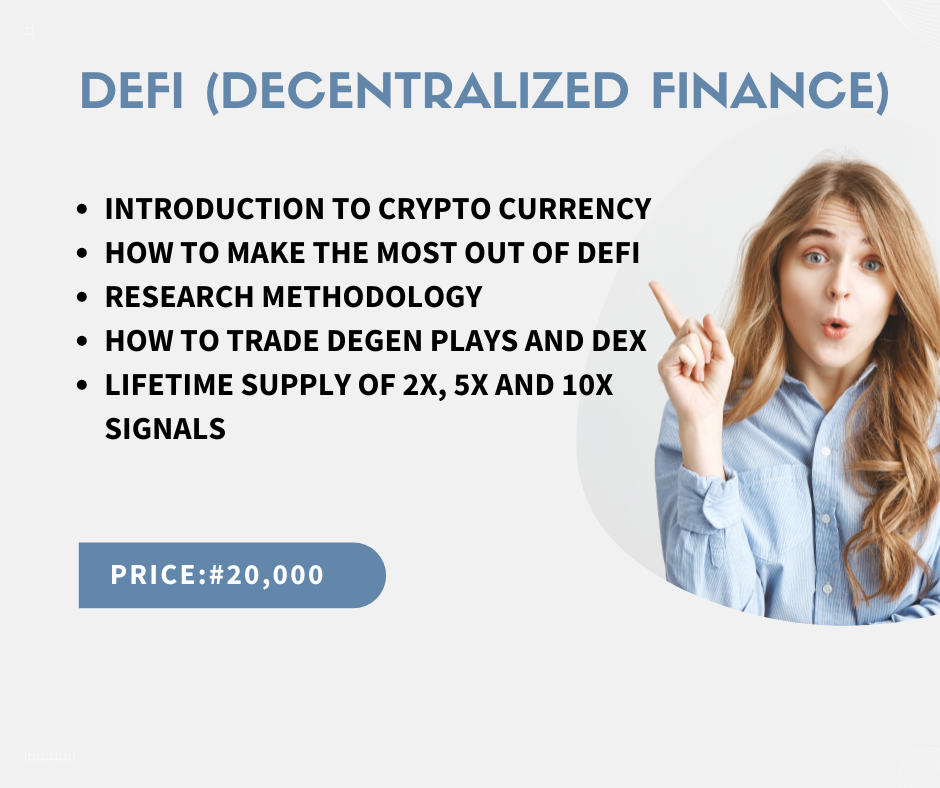 DEFI (DECENTRALIZED FINANCE)
INTRODUCTION TO CRYPTO CURRENCY
HOW TO MAKE THE MOST OUT OF DEFI
RESEARCH METHODOLOGY
HOW TO TRADE DEGEN PLAYS AND DEX
LIFETIME SUPPLY OF 2X, 5X AND 10X
SIGNALS
PRICE:#20,000